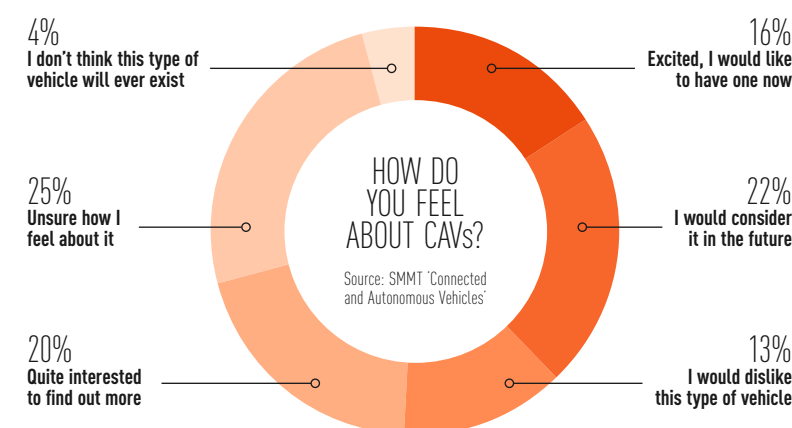 4%
I don't think this type of
vehicle will ever exist
16%
Excited, I would like
to have one now
HOW DO
YOU FEEL
ABOUT CAVs?
Source: SMMT 'Connected
and Autonomous Vehicles'
25%
Unsure how I
feel about it
22%
I would consider
it in the future
20%
Quite interested
to find out more
13%
I would dislike
this type of vehicle